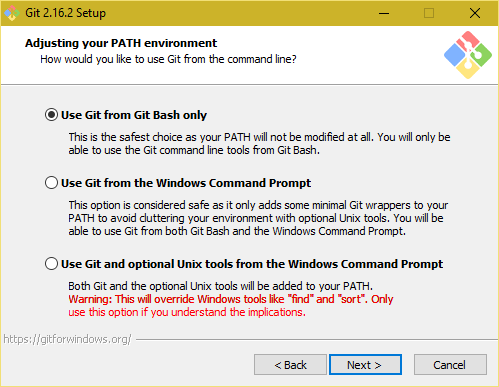 Git 2.16.2 Setup
Adjusting your PATH environment
How would you like to use Git from the command line?
Use Git from Git Bash only
This is the safest choice as your PATH will not be modified at all. You will only be
able to use the Git command line tools from Git Bash.
Use Git from the Windows Command Prompt
This option is considered safe as it only adds some minimal Git wrappers to your
PATH to avoid cluttering your environment with optional Unix tools. You will be
able to use Git from both Git Bash and the Windows Command Prompt.
Use Git and optional Unix tools from the Windows Command Prompt
Both Git and the optional Unix tools will be added to your PATH.
Warning: This will override Windows tools like "find" and "sort". Only
use this option if you understand the implications.
https://gitforwindows.org/
< Back
Next >
Cancel